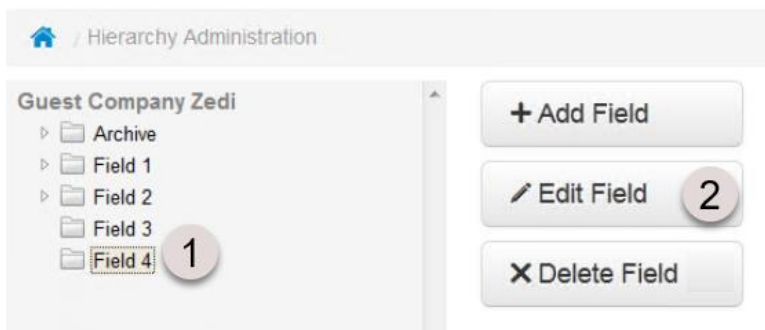 / Hierarchy Administration
Guest Company Zedi
Archive
Field 1
Field 2
Field 3
Field 4
1
+ Add Field
Edit Field
2
X Delete Field